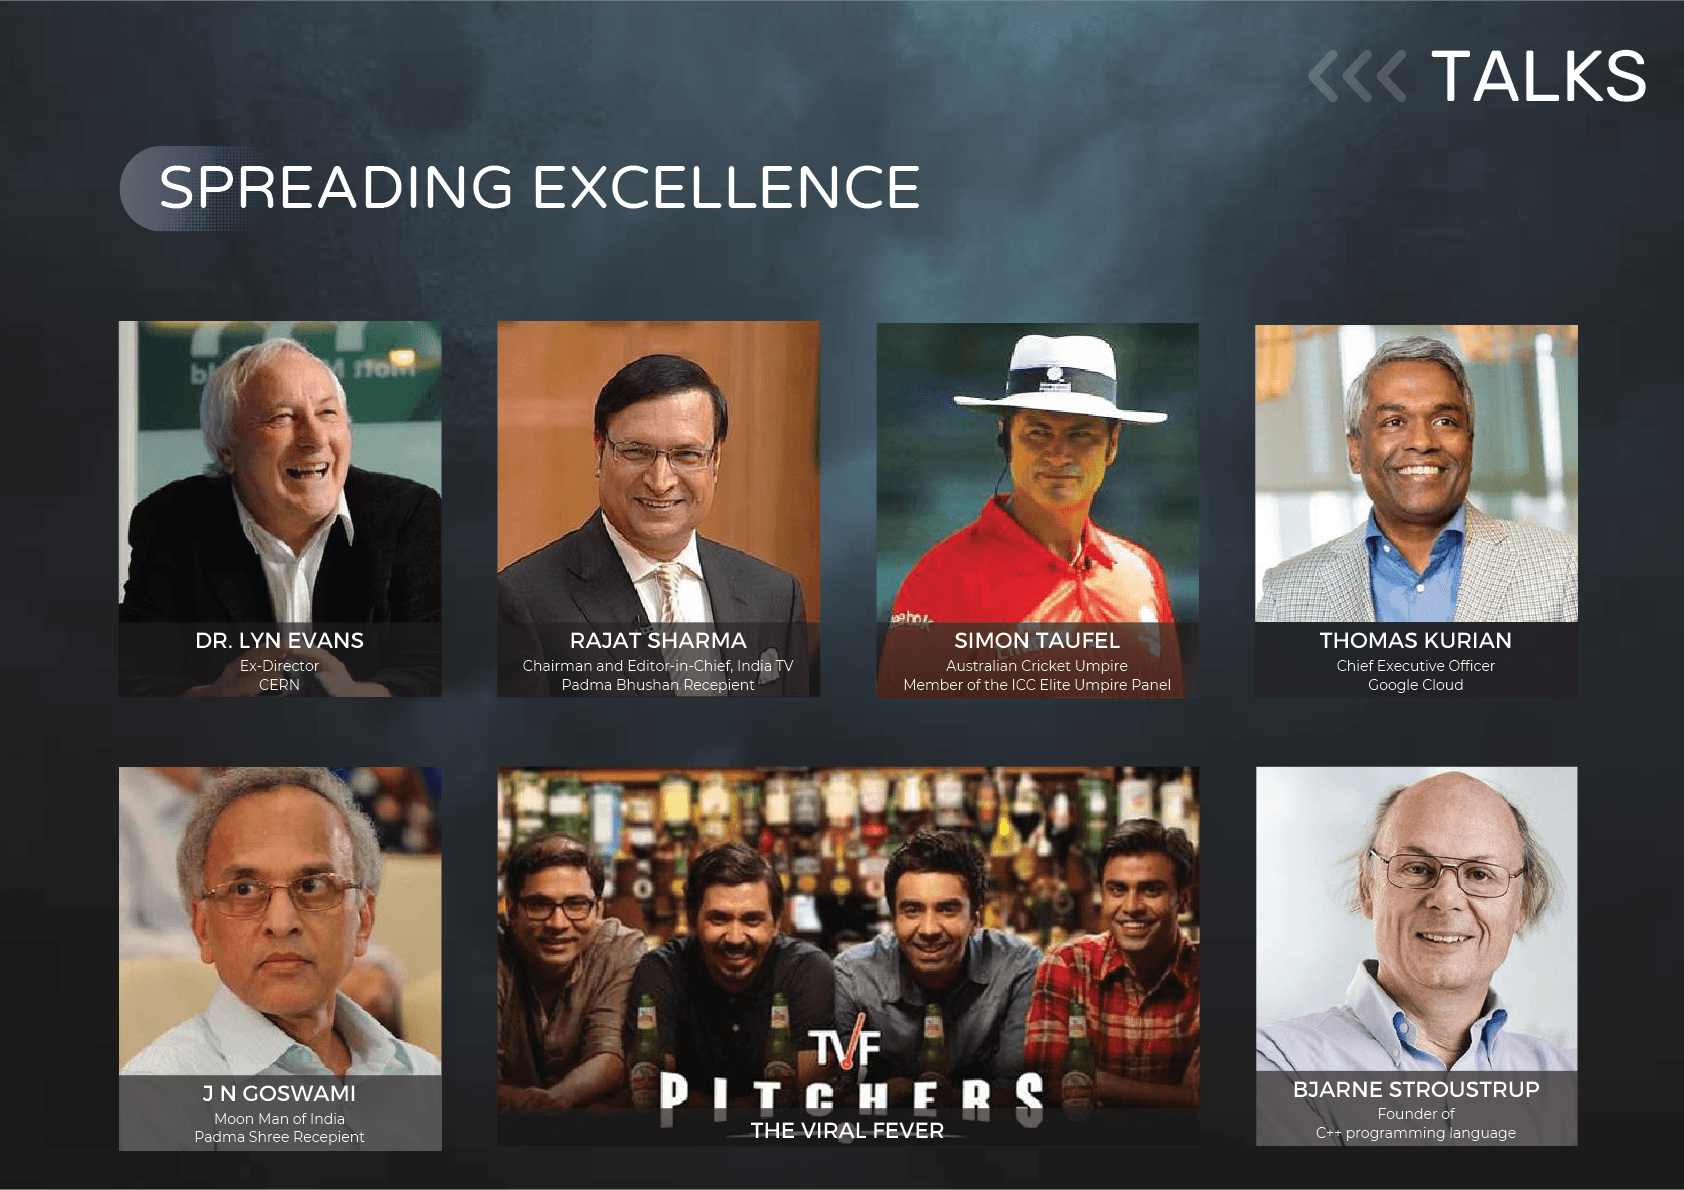 TALKS
SPREADING EXCELLENCE
DR. LYN EVANS
Ex-Director
CERN
RAJAT SHARMA
Chairman and Editor-in-Chief, India TV
Padma Bhushan Recepient
SIMON TAUFEL
Australian Cricket Umpire
Member of the ICC Elite Umpire Panel
THOMAS KURIAN
Chief Executive Officer
Google Cloud
J N GOSWAMI
Moon Man of India
Padma Shree Recepient
TVF
PITCHERS
THE VIRAL FEVER
BJARNE STROUSTRUP
Founder of
C++ programming language